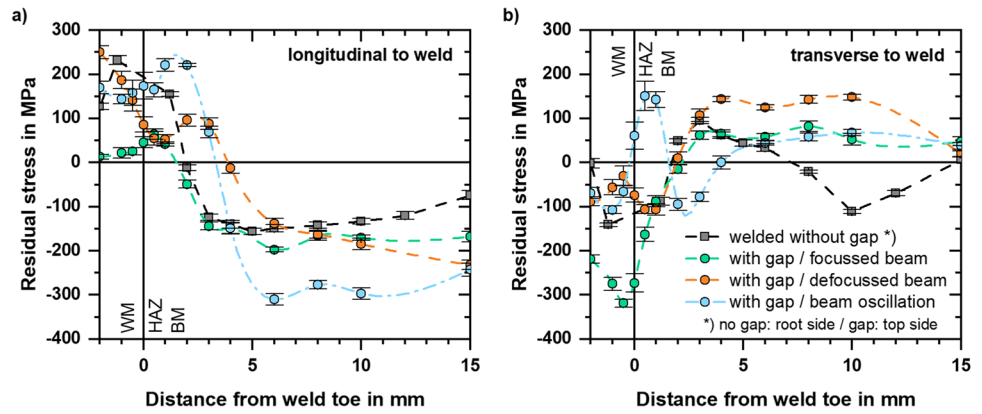 a)
300
200
100
0
-100
-200
-300
-400
Residual stress in MPa
longitudinal to weld
WM
HAZ
BM
0
5
10
15
Distance from weld toe in mm
b)
300
200
100
0
-100
-200
-300
-400
Residual stress in MPa
WM
HAZ
BM
transverse to weld
welded without gap *)
with gap / focussed beam
with gap / defocussed beam
with gap / beam oscillation
*) no gap: root side / gap: top side
0
5
10
15
Distance from weld toe in mm